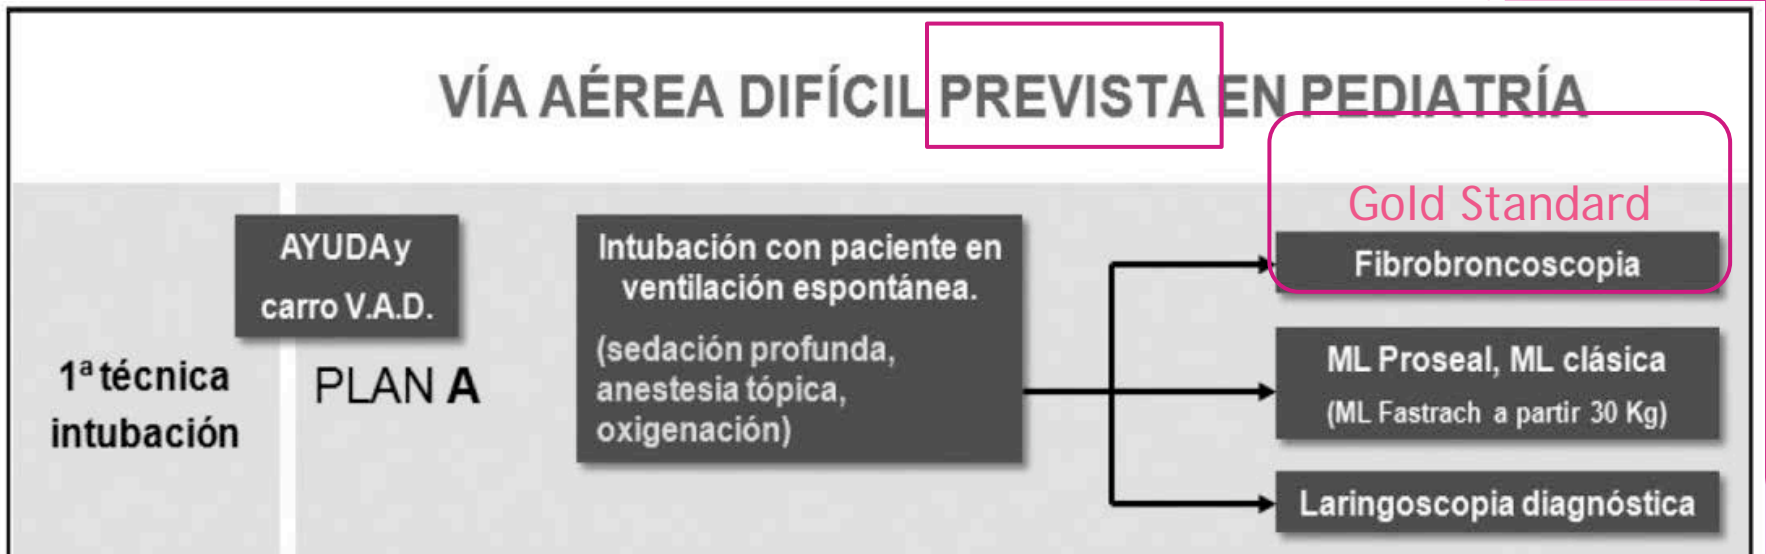 VÍA AÉREA DIFÍCIL PREVISTA EN PEDIATRÍA
Gold Standard
AYUDA y
carro V.A.D.
1ª técnica
intubación
PLAN A
Intubación con paciente en
ventilación espontánea.
(sedación profunda,
anestesia tópica,
oxigenación)
Fibrobroncoscopia
ML Proseal, ML clásica
(ML Fastrach a partir 30 Kg)
Laringoscopia diagnóstica